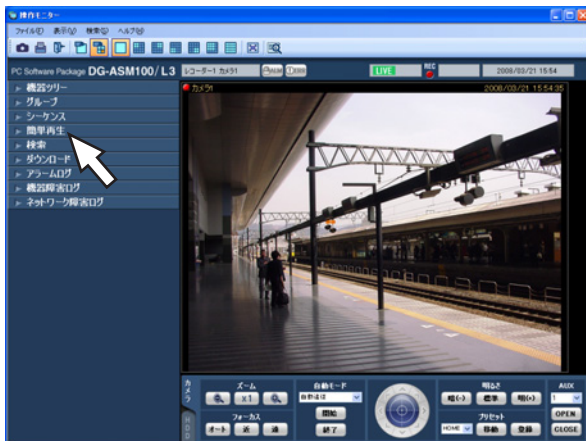 操作モニター
ファイル(F) 表示(V) 検索(S) ヘルプ(H)
PC Software Package DG-ASM100/L3
レコーダー1 カメラ1
ALM
ERR
LIVE
REC
2008/03/21 15:54
機器ツリー
グループ
シーケンス
簡単再生
検索
ダウンロード
アラームログ
機器障害ログ
ネットワーク障害ログ
カメラ1
2008/03/21 15:54:35
カメラ
HDD
ズーム
x1
フォーカス
オート 近 遠
自動モード
自動追尾
開始
終了
明るさ
暗(-) 標準 明(+)
プリセット
HOME 移動 登録
AUX
1
OPEN
CLOSE